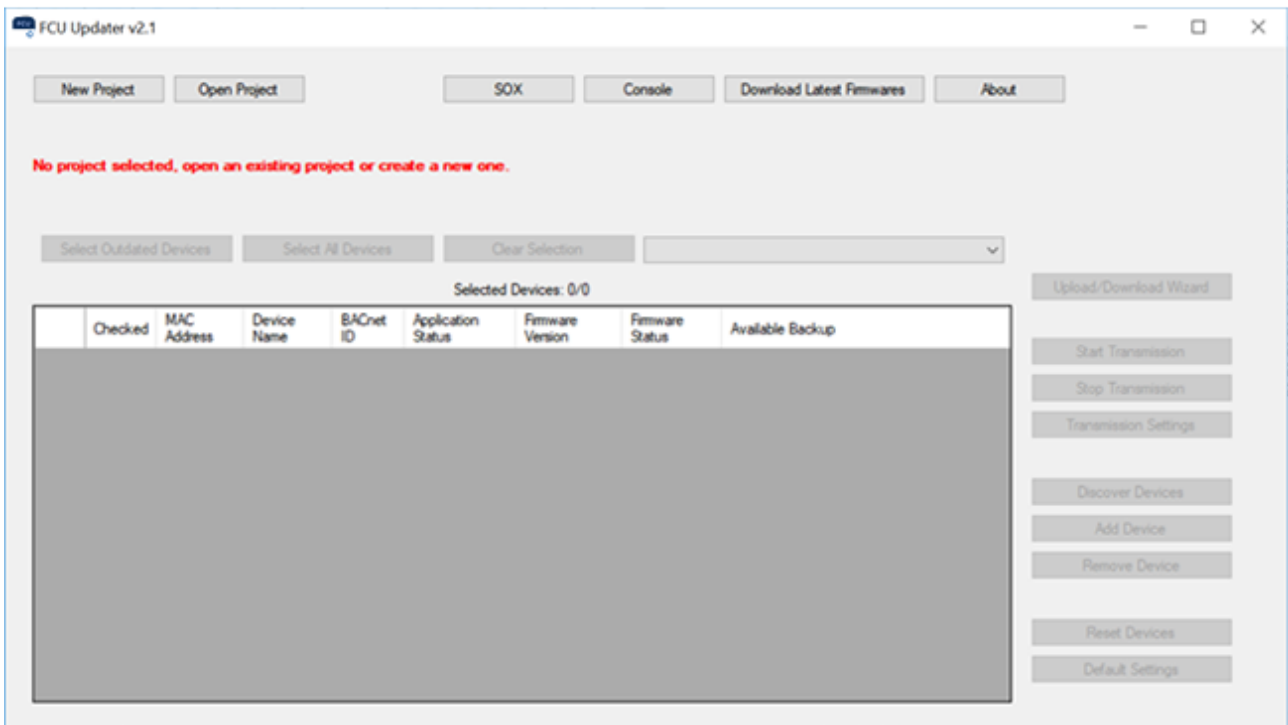 FCU FCU Updater v2.1
New Project Open Project SOX Console Download Latest Firmwares About
No project selected, open an existing project or create a new one.
Select Outdated Devices Select All Devices Clear Selection
Selected Devices: 0/0
Upload/Download Wizard
Checked MAC Address Device Name BACnet ID Application Status Firmware Version Firmware Status Available Backup
Start Transmission
Stop Transmission
Transmission Settings
Discover Devices
Add Device
Remove Device
Reset Devices
Default Settings